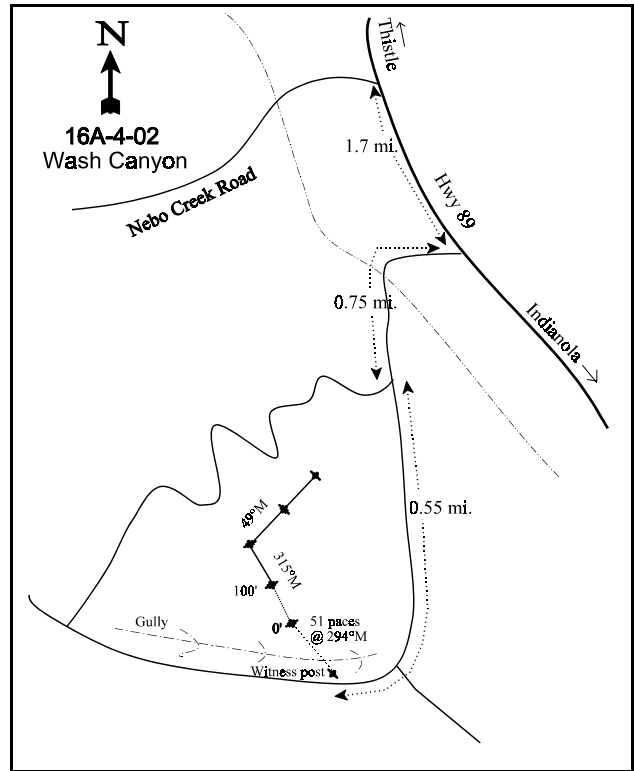 N
16A-4-02
Wash Canyon
Thistle
1.7 mi.
Nebo Creek Road
Hwy 89
0.75 mi.
Indianola
49°M
0.55 mi.
315°M
100'
Gully
0'
51 paces
@ 294°M
Witness post